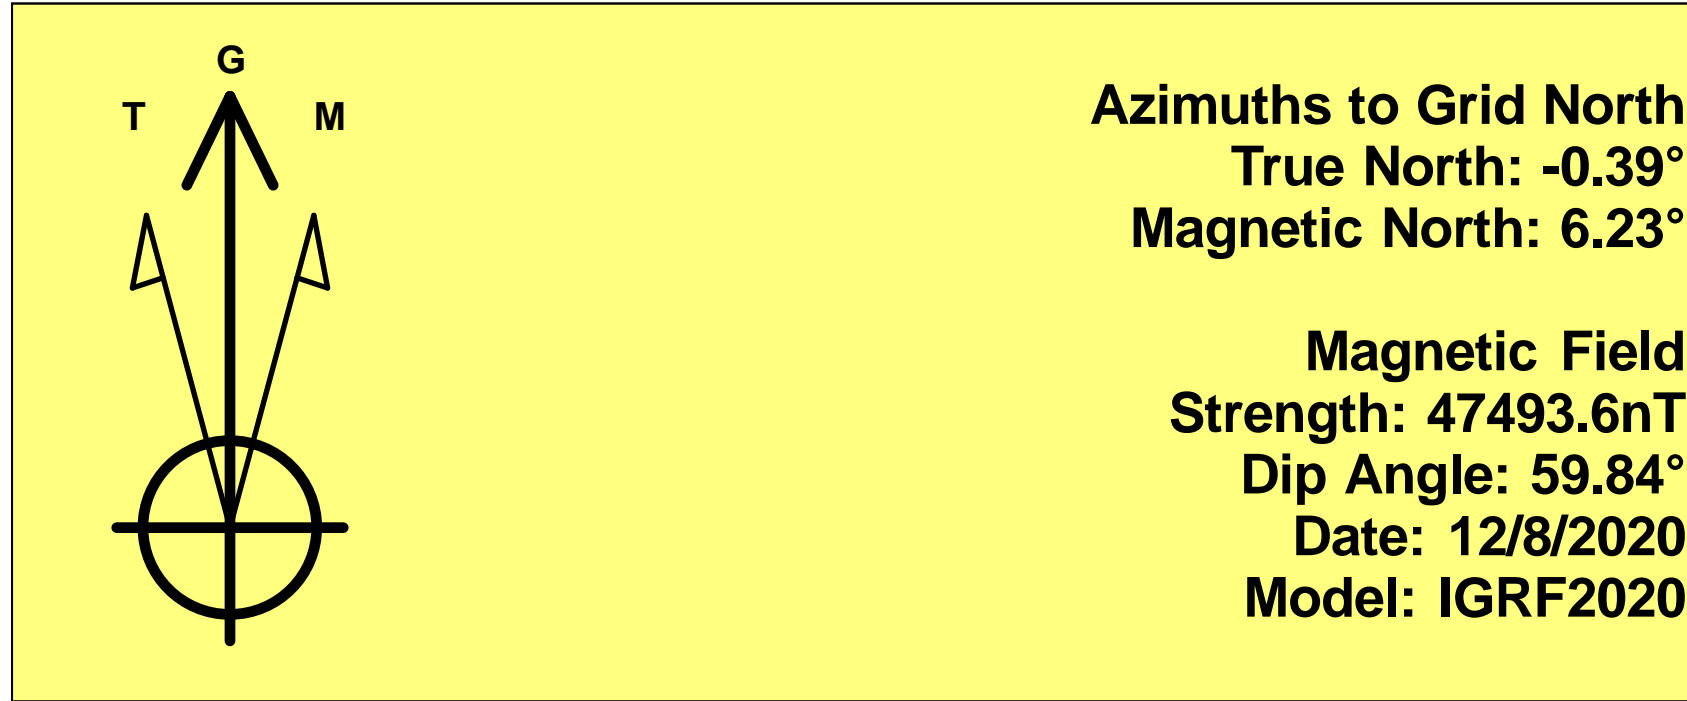 G
T M
Azimuths to Grid North
True North: -0.39°
Magnetic North: 6.23°
Magnetic Field
Strength: 47493.6nT
Dip Angle: 59.84°
Date: 12/8/2020
Model: IGRF2020